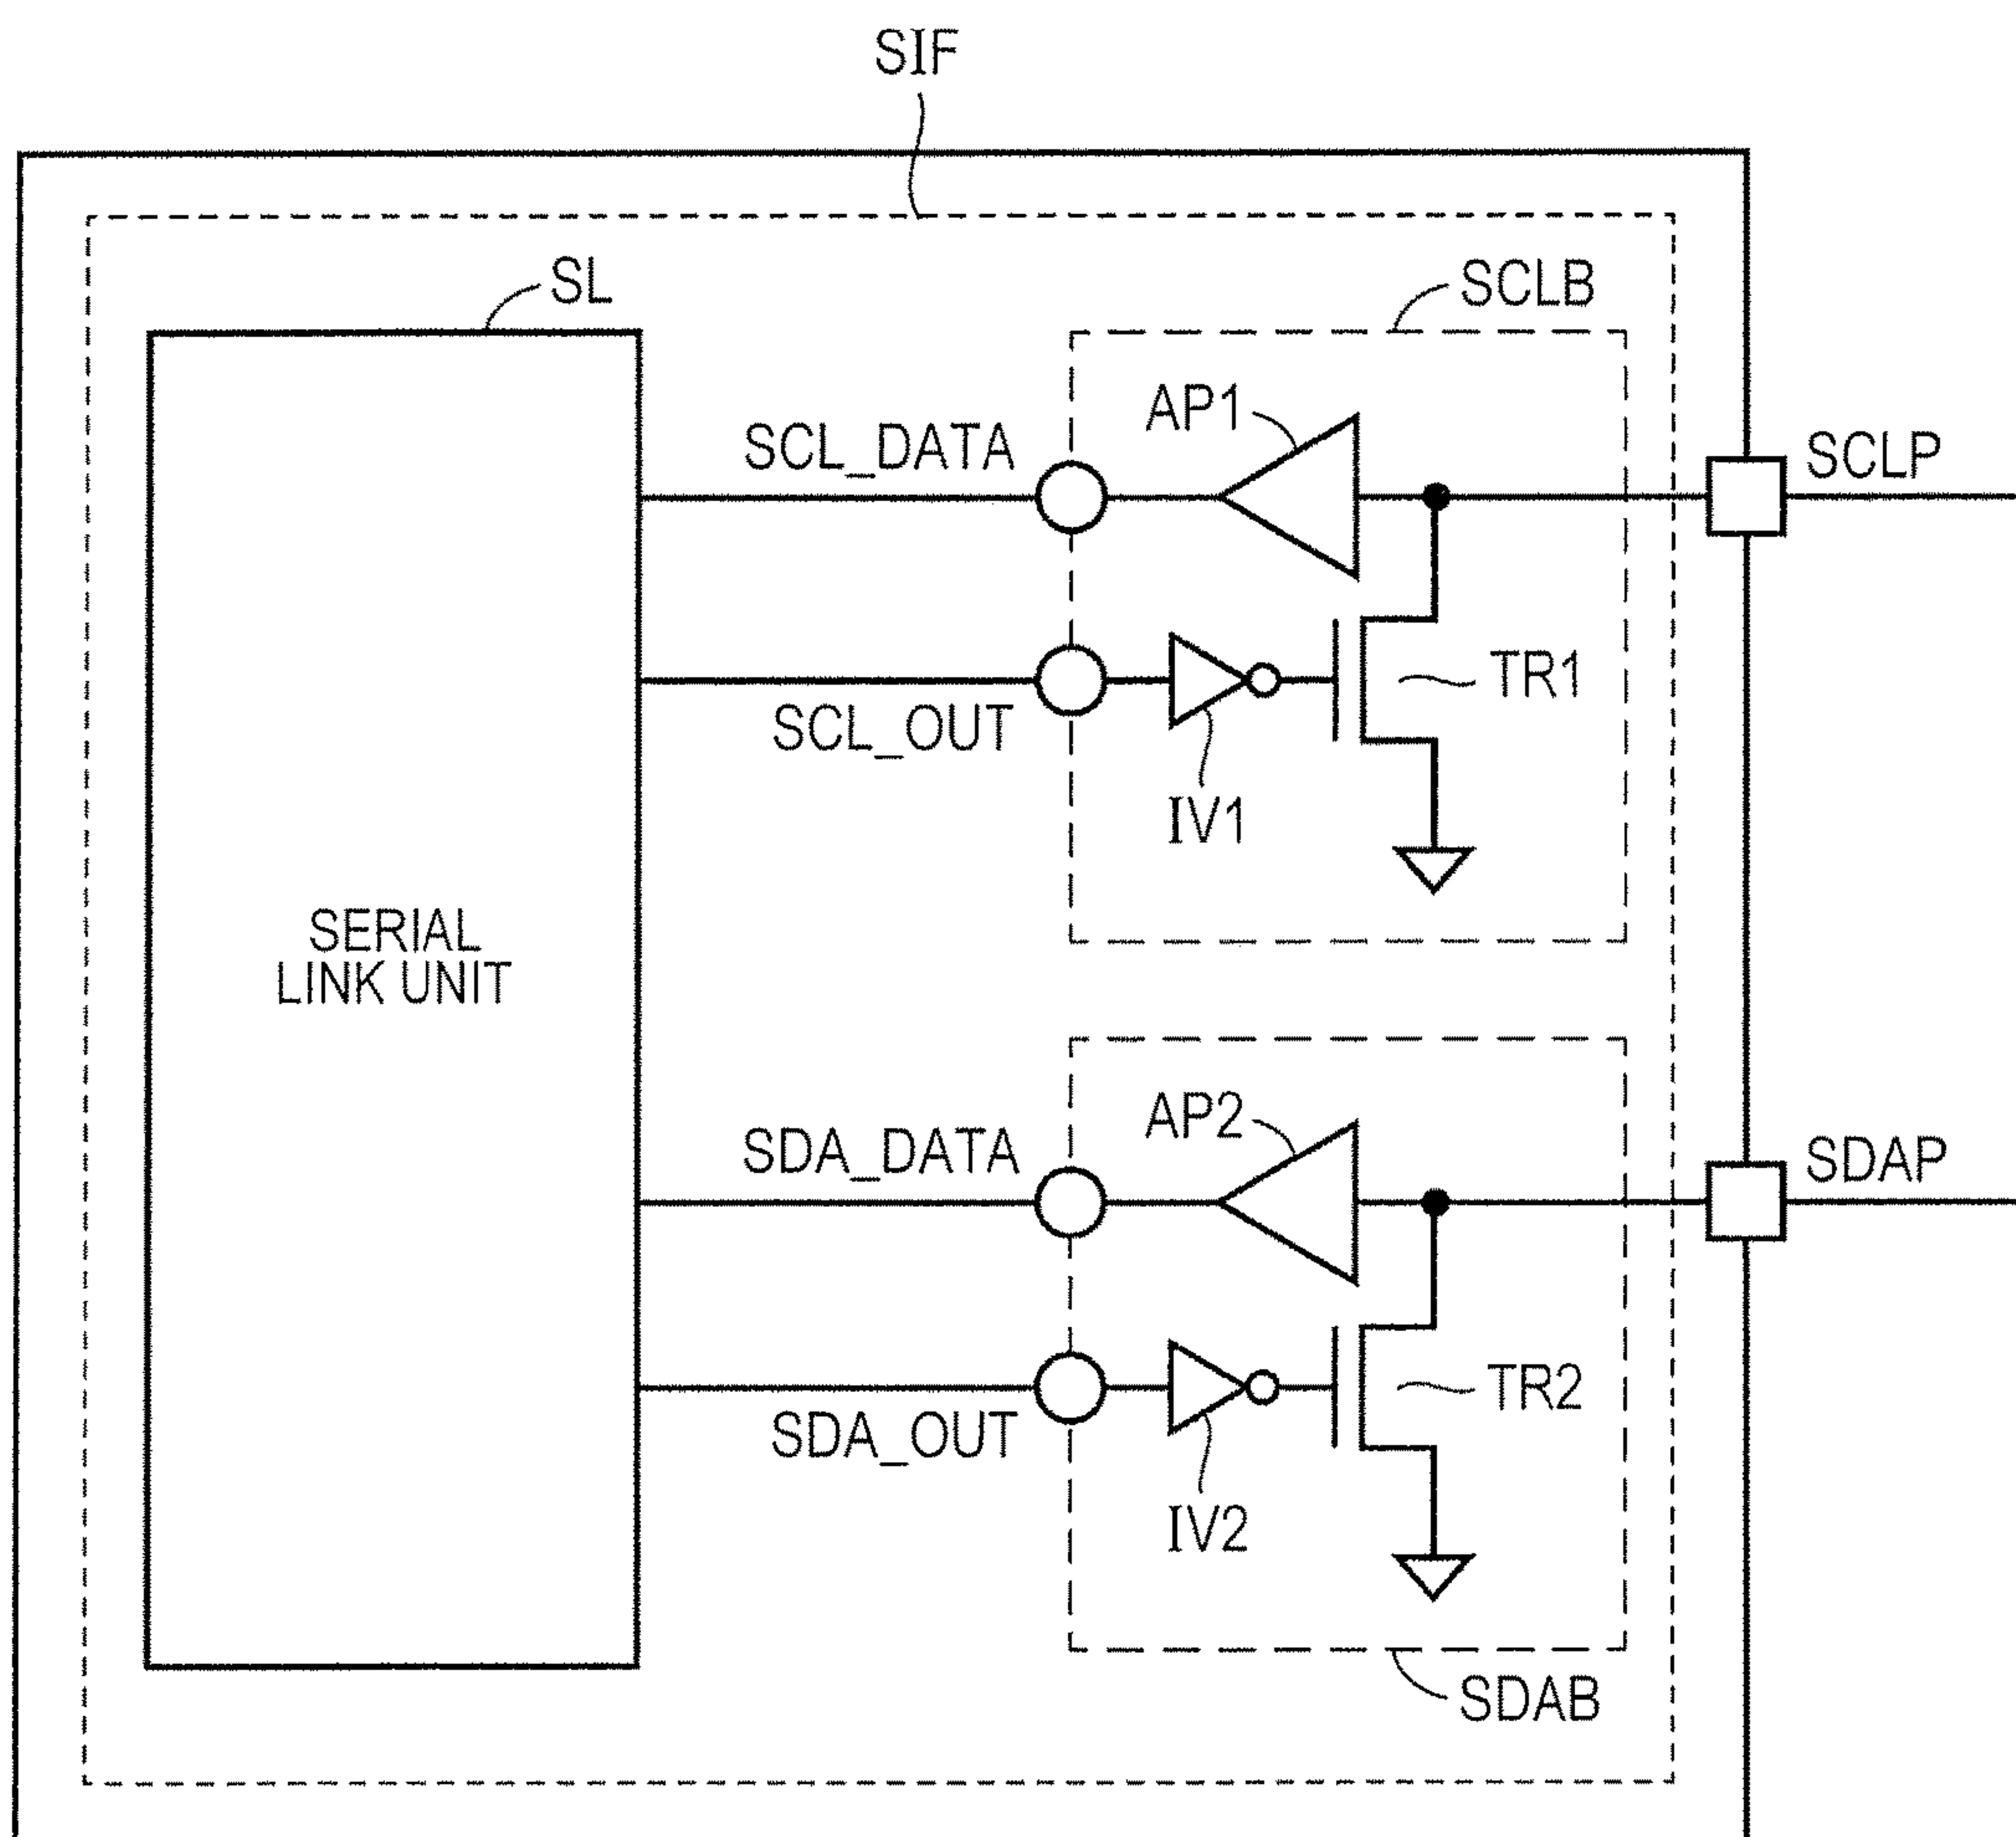 SIF
SL
SCLB
AP1
SCL_DATA
SCLP
TR1
SCL_OUT
IV1
SERIAL
LINK UNIT
AP2
SDA_DATA
SDAP
TR2
SDA_OUT
IV2
SDAB